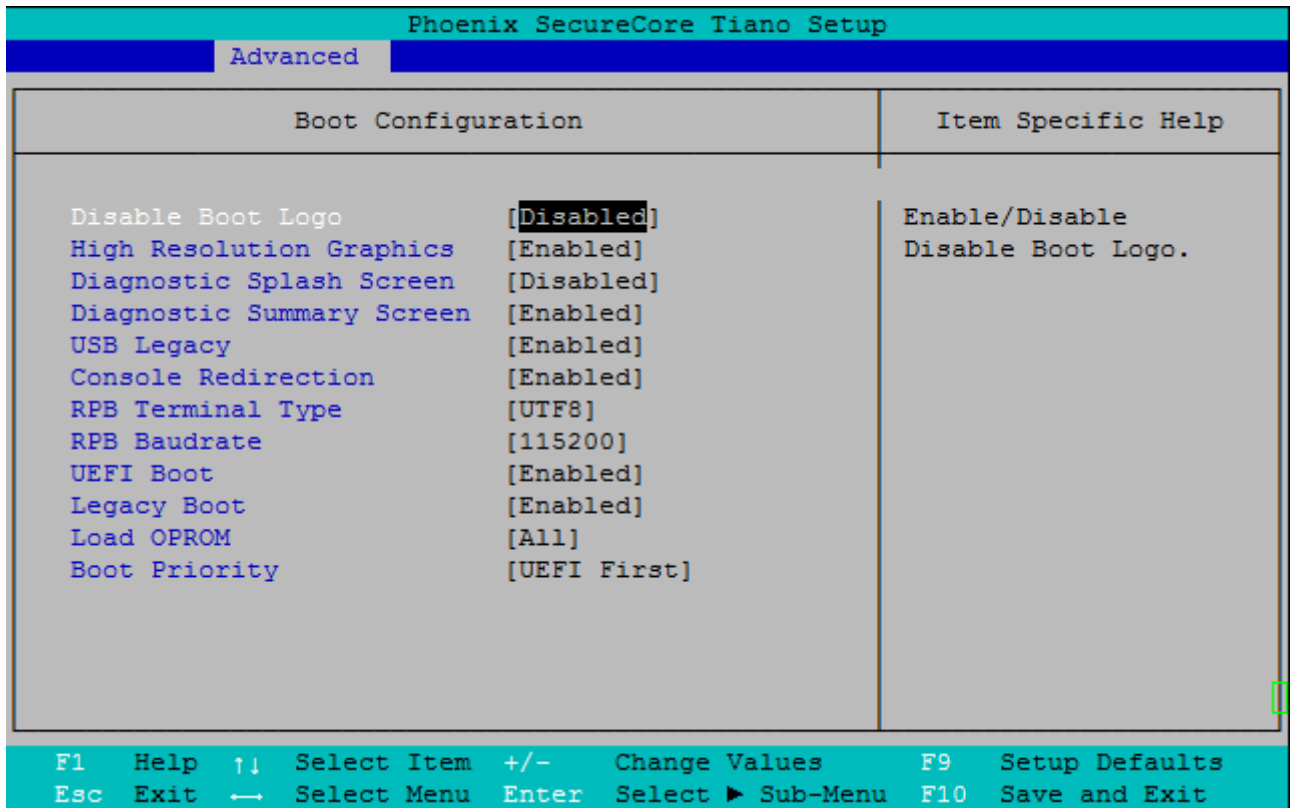 Phoenix SecureCore Tiano Setup
Advanced
Boot Configuration
Item Specific Help
Disable Boot Logo [Disabled]
High Resolution Graphics [Enabled]
Diagnostic Splash Screen [Disabled]
Diagnostic Summary Screen [Enabled]
USB Legacy [Enabled]
Console Redirection [Enabled]
RPB Terminal Type [UTF8]
RPB Baudrate [115200]
UEFI Boot [Enabled]
Legacy Boot [Enabled]
Load OPROM [All]
Boot Priority [UEFI First]
Enable/Disable
Disable Boot Logo.
F1 Help ↑↓ Select Item +/- Change Values F9 Setup Defaults
Esc Exit ←→ Select Menu Enter Select ► Sub-Menu F10 Save and Exit